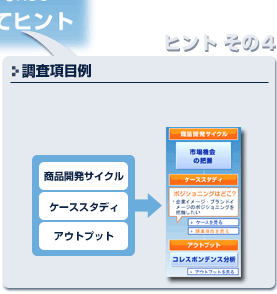 てヒント
ヒント その4
調査項目例
商品開発サイクル
ケーススタディ
アウトプット
商品開発サイクル
市場機会
の把握
ケーススタディ
ポジショニングはどこ?
・企業イメージ・ブランドイ
メージのポジショニングを
把握したい
ケースを見る
調査項目を見る
アウトプット
コレスポンデンス分析
アウトプットを見る